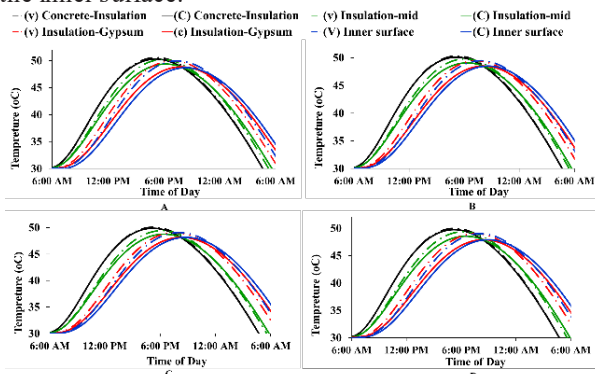 the inner surface.
(v) Concrete-Insulation (C) Concrete-Insulation (v) Insulation-mid (C) Insulation-mid
(v) Insulation-Gypsum (c) Insulation-Gypsum (V) Inner surface (C) Inner surface
Tempreture (oC)
50
45
40
35
30
6:00 AM 12:00 PM 6:00 PM 12:00 AM 6:00 AM
Time of Day
A
Tempreture (oC)
50
45
40
35
30
6:00 AM 12:00 PM 6:00 PM 12:00 AM 6:00 AM
Time of Day
B
Tempreture (oC)
50
45
40
35
30
6:00 AM 12:00 PM 6:00 PM 12:00 AM 6:00 AM
Time of Day
Tempreture (oC)
50
45
40
35
30
6:00 AM 12:00 PM 6:00 PM 12:00 AM 6:00 AM
Time of Day